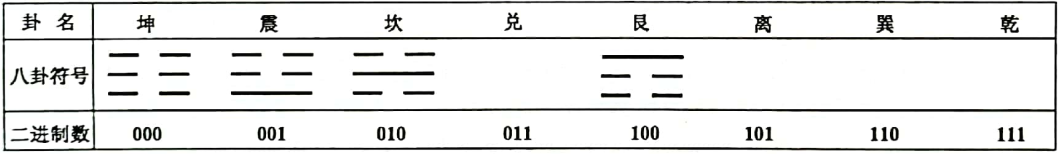 卦 名 坤 震 坎 兑 艮 离 巽 乾
八卦符号
二进制数 000 001 010 011 100 101 110 111